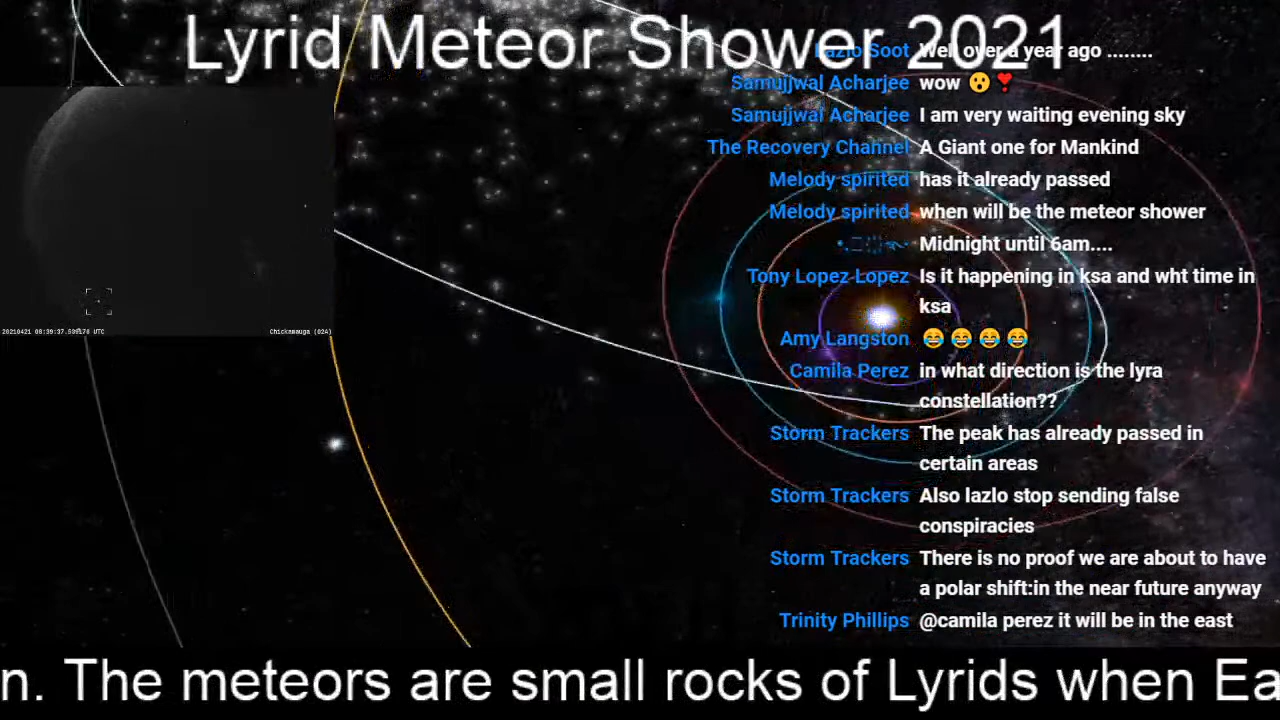 Lyrid Meteor Shower 2021
Lazlo Soot Well over a year ago ........
Samujjwal Acharjee wow 😮❣️
Samujjwal Acharjee I am very waiting evening sky
The Recovery Channel A Giant one for Mankind
Melody spirited has it already passed
Melody spirited when will be the meteor shower
Midnight until 6am....
Tony Lopez Lopez Is it happening in ksa and wht time in
ksa
Amy Langston 😂 😂 😂 😂
Camila Perez in what direction is the lyra
constellation??
Storm Trackers The peak has already passed in
certain areas
Storm Trackers Also lazlo stop sending false
conspiracies
Storm Trackers There is no proof we are about to have
a polar shift:in the near future anyway
Trinity Phillips @camila perez it will be in the east
UTC
Chickamauga (02A)
n. The meteors are small rocks of Lyrids when Ea